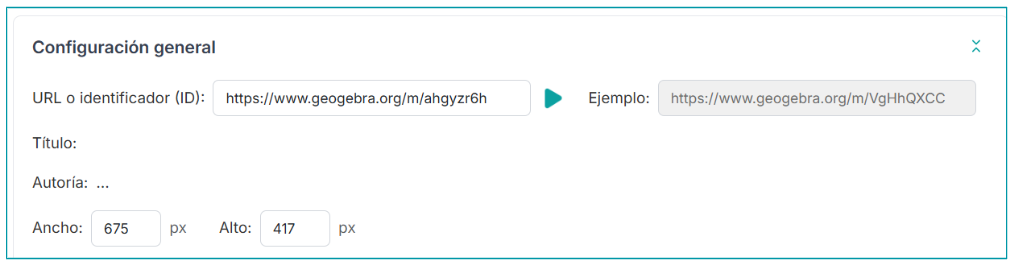 Configuración general
URL o identificador (ID): https://www.geogebra.org/m/ahgyzr6h Ejemplo: https://www.geogebra.org/m/VgHhQXCC
Título:
Autoría: ...
Ancho: 675 px Alto: 417 px